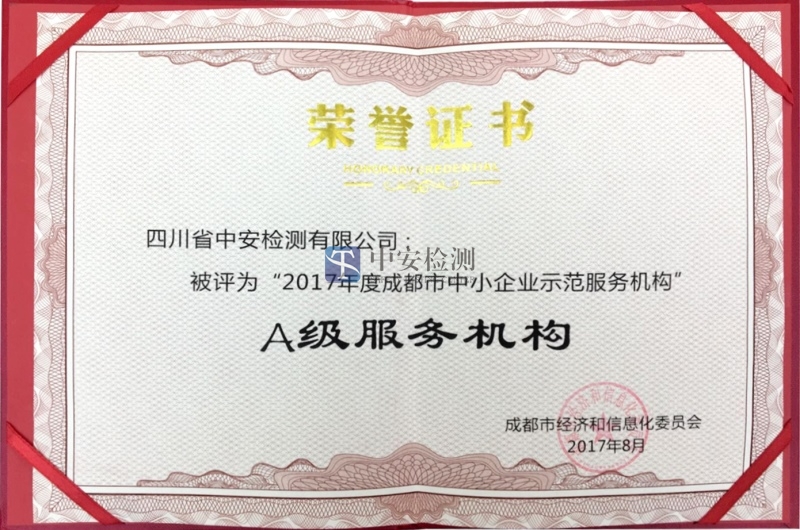 荣誉证书
HONORARY CREDENTIAL
四川省中安检测有限公司：
中安检测
被评为“2017年度成都市中小企业示范服务机构”
A级服务机构
成都市经济和信息化委员会
2017年8月